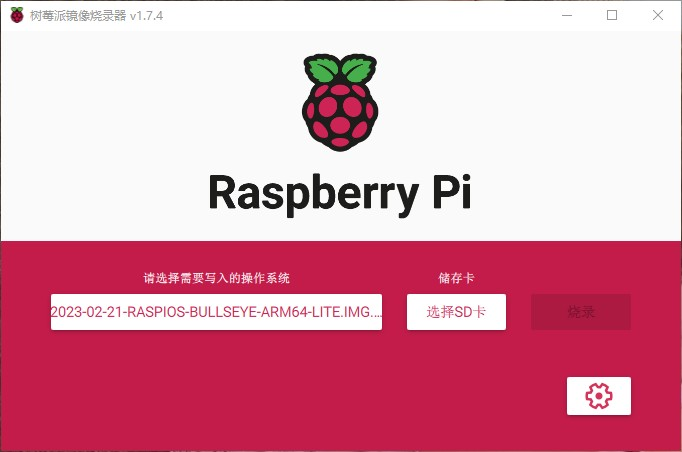 树莓派镜像烧录器 v1.7.4
Raspberry Pi
请选择需要写入的操作系统
储存卡
2023-02-21-RASPIOS-BULLSEYE-ARM64-LITE.IMG....
选择SD卡
烧录